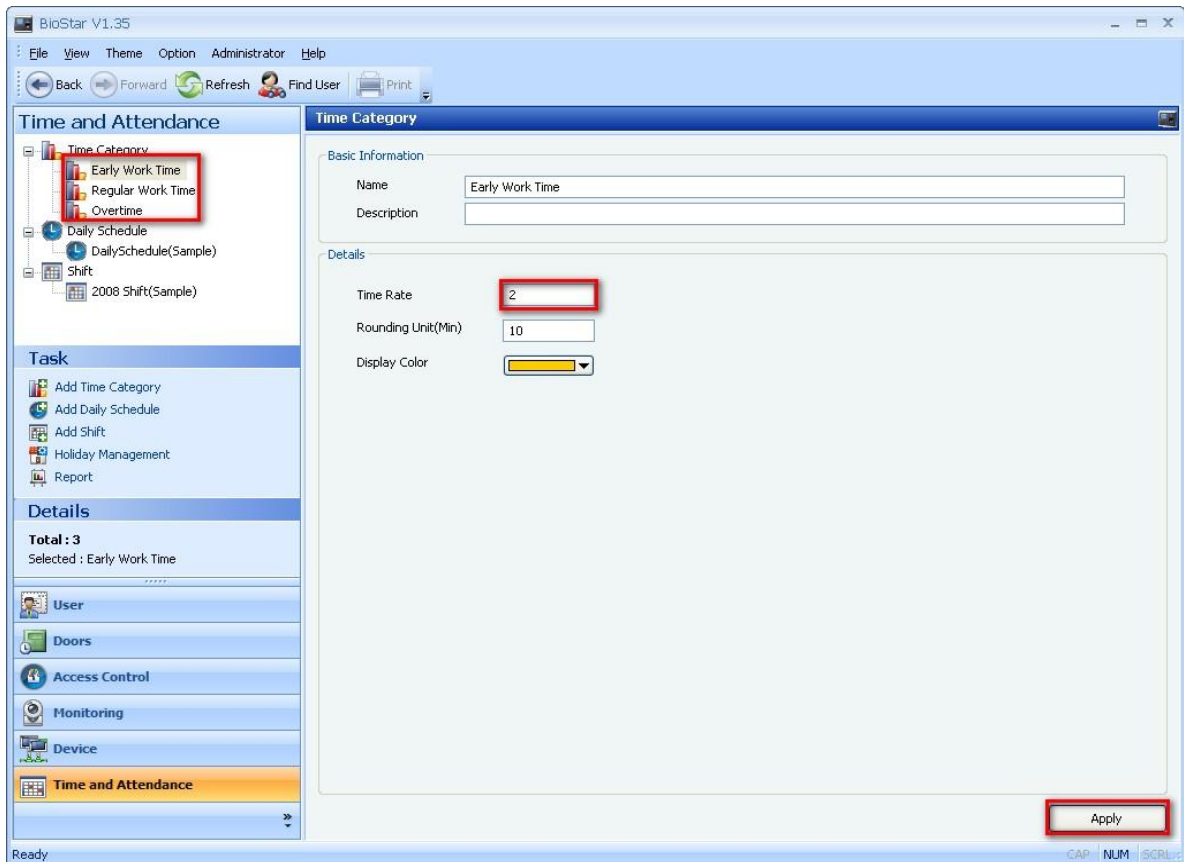 BioStar V1.35
File View Theme Option Administrator Help
Back Forward Refresh Find User Print
Time and Attendance
Time Category
Early Work Time
Regular Work Time
Overtime
Daily Schedule
DailySchedule(Sample)
Shift
2008 Shift(Sample)
Task
Add Time Category
Add Daily Schedule
Add Shift
Holiday Management
Report
Details
Total : 3
Selected : Early Work Time
User
Doors
Access Control
Monitoring
Device
Time and Attendance
Time Category
Basic Information
Name Early Work Time
Description
Details
Time Rate 2
Rounding Unit(Min) 10
Display Color
Apply
Ready CAP NUM SCRL